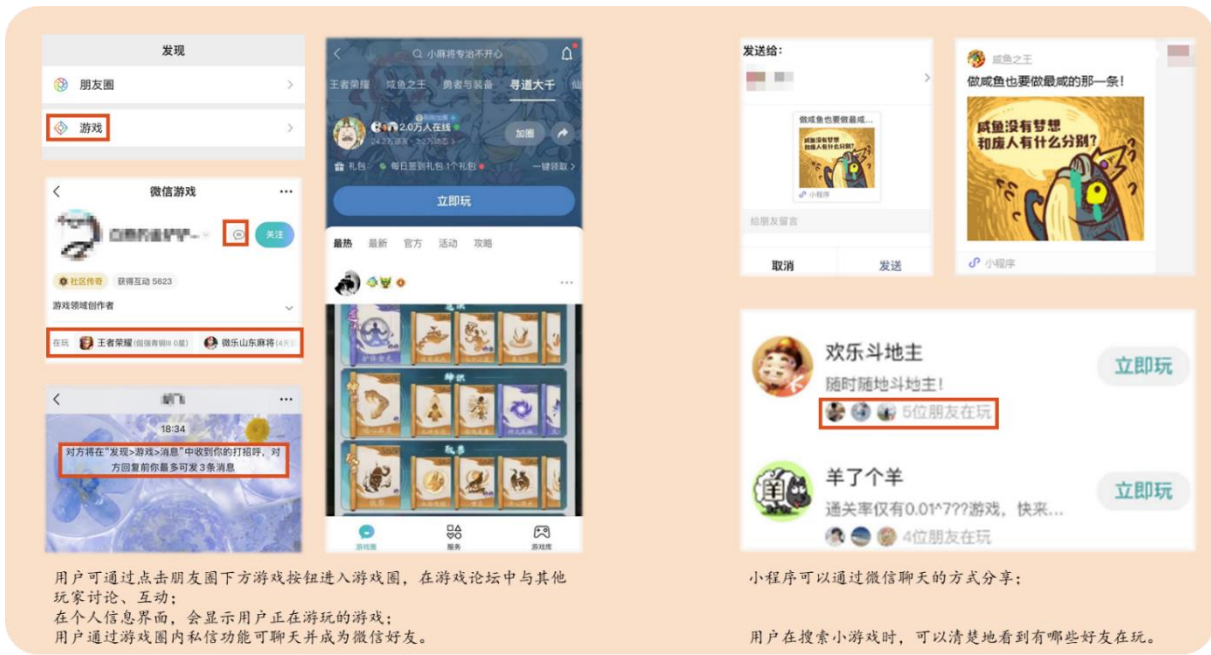 发现
朋友圈
游戏
微信游戏
关注
社区传奇 获得互动 5623
游戏领域创作者
在玩 王者荣耀(倔强青铜III 0星) 微乐山东麻将(4天
18:34
对方将在“发现>游戏>消息”中收到你的打招呼，对
方回复前你最多可发3条消息
小麻将专治不开心
王者荣耀 咸鱼之王 勇者与装备 寻道大千 仙
2.0万人在线
加圈
礼包 每日签到礼包1个礼包 一键领取
立即玩
最热 最新 官方 活动 攻略
游戏圈 服务 游戏库
用户可通过点击朋友圈下方游戏按钮进入游戏圈，在游戏论坛中与其他
玩家讨论、互动；
在个人信息界面，会显示用户正在游玩的游戏；
用户通过游戏圈内私信功能可聊天并成为微信好友。
发送给：
做咸鱼也要做最咸...
咸鱼没有梦想
和废人有什么分别?
小程序
给朋友留言
取消 发送
咸鱼之王
做咸鱼也要做最咸的那一条！
咸鱼没有梦想
和废人有什么分别?
小程序
欢乐斗地主
随时随地斗地主！
5位朋友在玩
立即玩
羊了个羊
通关率仅有0.01^7??游戏，快来...
4位朋友在玩
立即玩
小程序可以通过微信聊天的方式分享；
用户在搜索小游戏时，可以清楚地看到有哪些好友在玩。